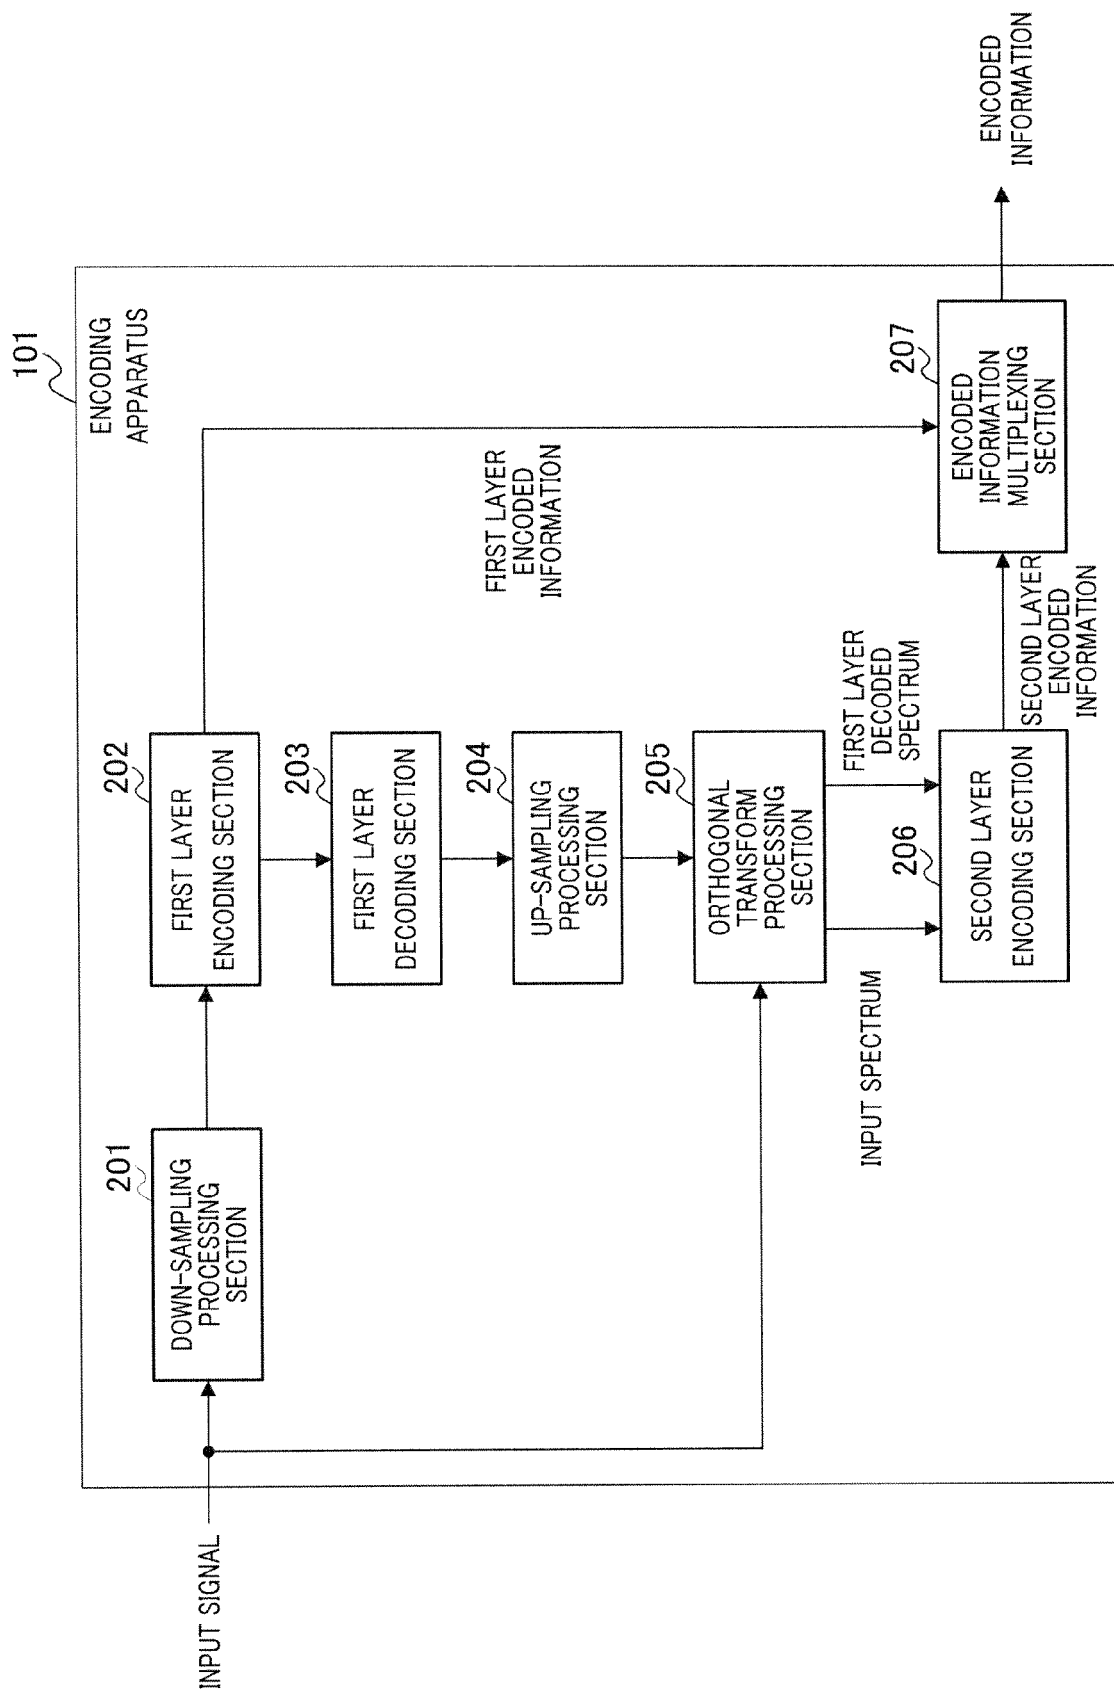 101
ENCODING
APPARATUS
INPUT SIGNAL
201
DOWN-SAMPLING
PROCESSING
SECTION
202
FIRST LAYER
ENCODING SECTION
203
FIRST LAYER
DECODING SECTION
204
UP-SAMPLING
PROCESSING
SECTION
205
ORTHOGONAL
TRANSFORM
PROCESSING
SECTION
INPUT SPECTRUM
FIRST LAYER
DECODED
SPECTRUM
206
SECOND LAYER
ENCODING SECTION
FIRST LAYER
ENCODED
INFORMATION
SECOND LAYER
ENCODED
INFORMATION
207
ENCODED
INFORMATION
MULTIPLEXING
SECTION
ENCODED
INFORMATION